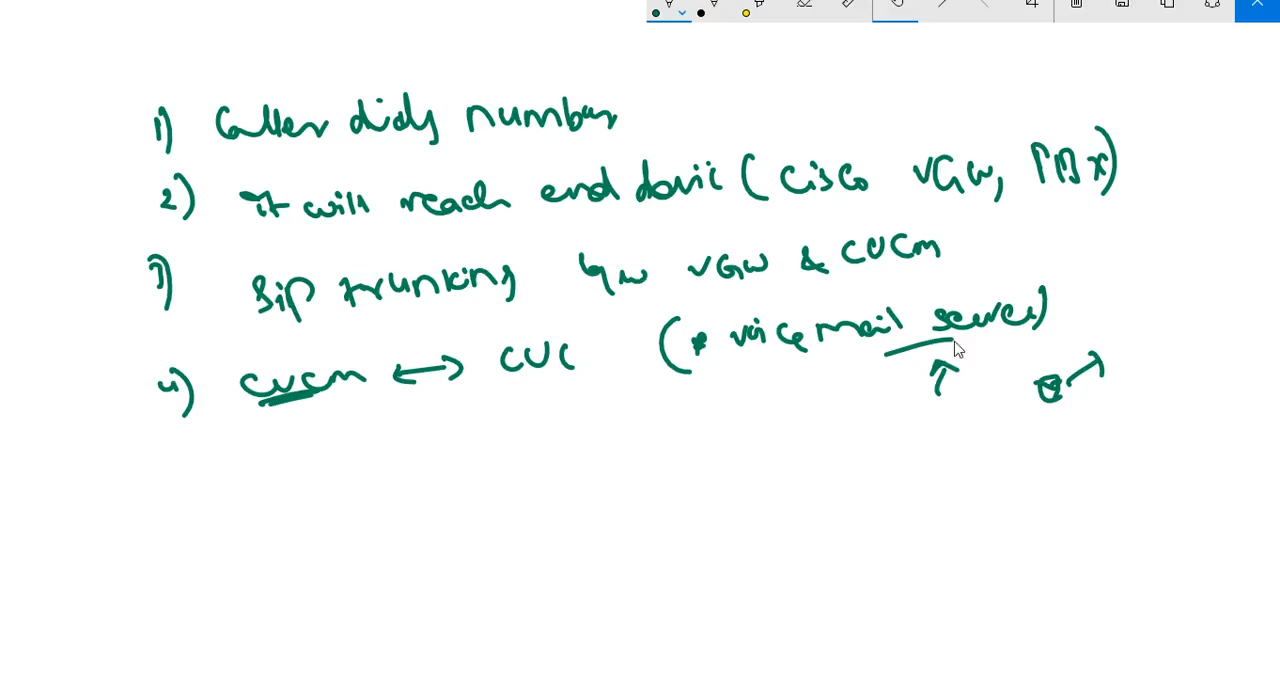 1) Caller dials number
2) It will reach end device (Cisco VGW, PBX)
3) Sip trunking b/w VGW & CUCM
4) CUCM ↔ CUC (voicemail server)